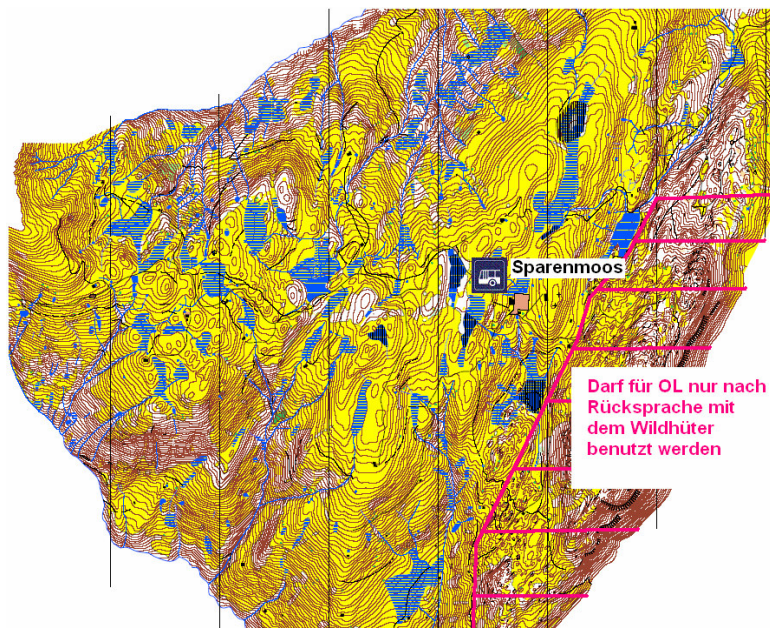 Sparenmoos
Darf für OL nur nach
Rücksprache mit
dem Wildhüter
benutzt werden